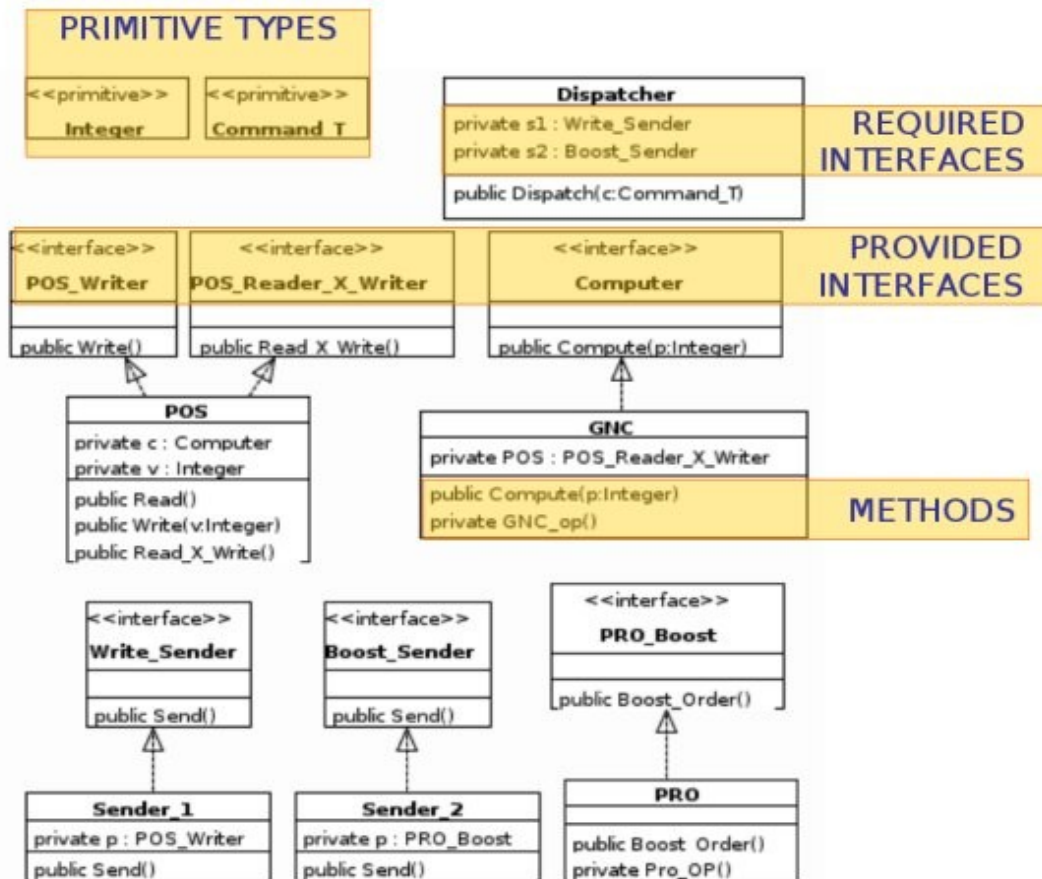 PRIMITIVE TYPES
<<primitive>>
Integer
<<primitive>>
Command_T
Dispatcher
private s1 : Write_Sender
private s2 : Boost_Sender
public Dispatch(c:Command_T)
REQUIRED
INTERFACES
<<interface>>
POS_Writer
public Write()
<<interface>>
POS_Reader_X_Writer
public Read_X_Write()
<<interface>>
Computer
public Compute(p:Integer)
PROVIDED
INTERFACES
POS
private c : Computer
private v : Integer
public Read()
public Write(v:Integer)
public Read_X_Write()
GNC
private POS : POS_Reader_X_Writer
public Compute(p:Integer)
private GNC_op()
METHODS
<<interface>>
Write_Sender
public Send()
<<interface>>
Boost_Sender
public Send()
<<interface>>
PRO_Boost
public Boost_Order()
Sender_1
private p : POS_Writer
public Send()
Sender_2
private p : PRO_Boost
public Send()
PRO
public Boost_Order()
private Pro_OP()